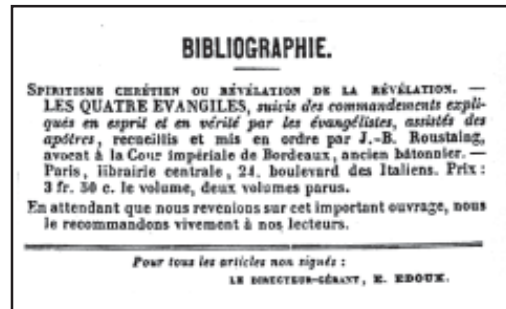 BIBLIOGRAPHIE.
SPIRITISME CHRÉTIEN OU RÉVÉLATION DE LA RÉVÉLATION. —
LES QUATRE EVANGILES, suivis des commandements expli-
qués en esprit et en vérité par les évangélistes, assistés des
apôtres, recueillis et mis en ordre par J.-B. Roustaing,
avocat à la Cour impériale de Bordeaux, ancien bâtonnier. —
Paris, librairie centrale, 24, boulevard des Italiens. Prix :
3 fr. 50 c. le volume, deux volumes parus.
En attendant que nous revenions sur cet important ouvrage, nous
le recommandons vivement à nos lecteurs.
Pour tous les articles non signés :
LE DIRECTEUR-GÉRANT, E. EDOUX.